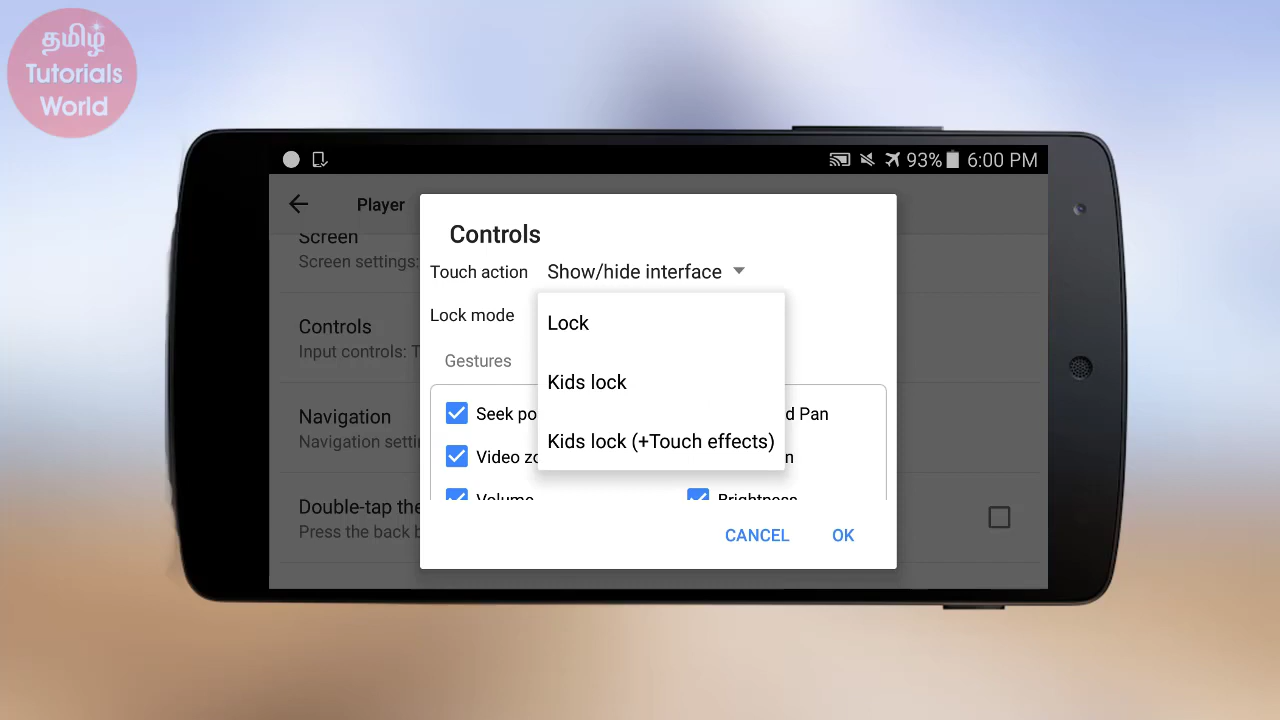 தமிழ்
Tutorials
World
93% 6:00 PM
Player
Screen
Screen settings:
Controls
Input controls: T
Navigation
Navigation setti
Double-tap the
Press the back b
Controls
Touch action Show/hide interface
Lock mode
Lock
Kids lock
Kids lock (+Touch effects)
Gestures
Seek po
d Pan
Video zo
n
Volume
Brightness
CANCEL OK